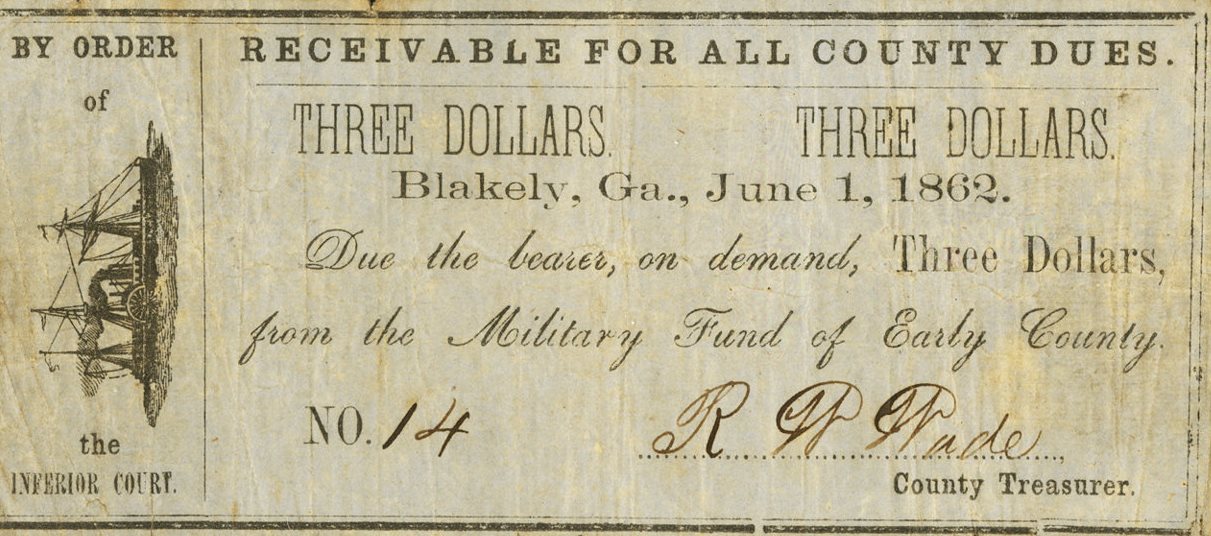 BY ORDER
of
the
INFERIOR COURT.
RECEIVABLE FOR ALL COUNTY DUES.
THREE DOLLARS. THREE DOLLARS.
Blakely, Ga., June 1, 1862.
Due the bearer, on demand, Three Dollars,
from the Military Fund of Early County.
NO. 14 R W Wade
County Treasurer.